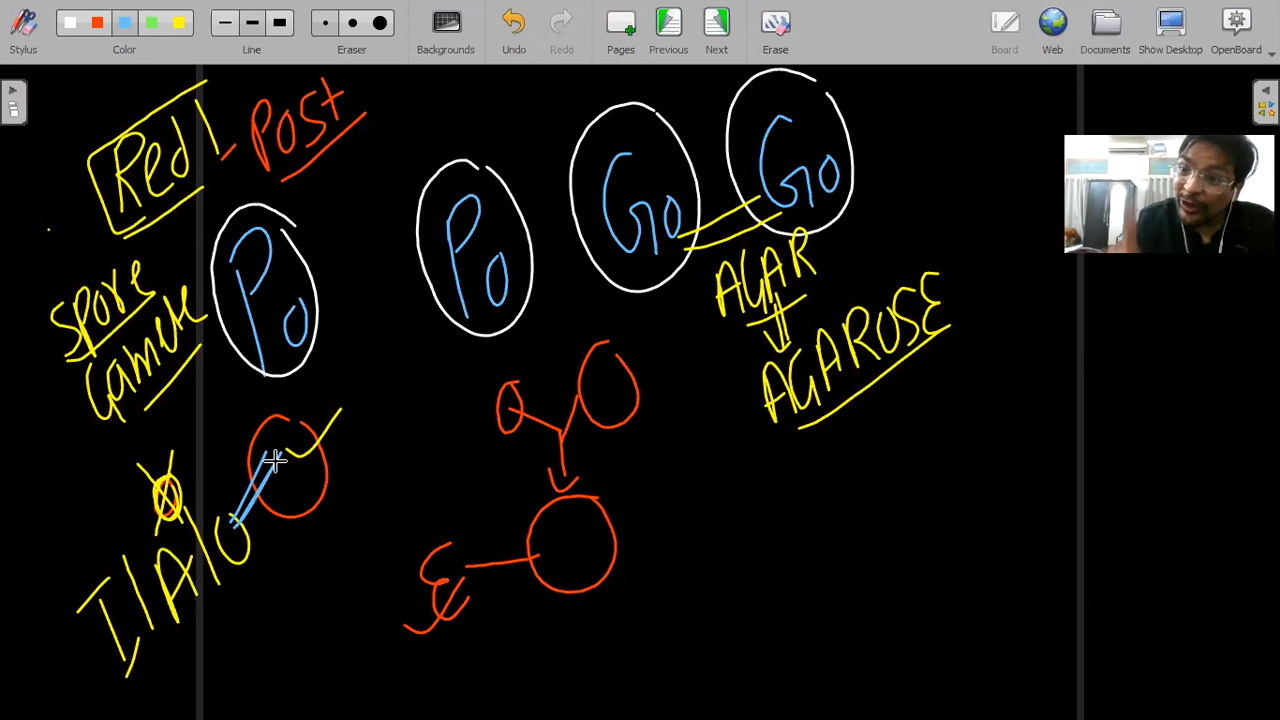 Stylus
Color
Line
Eraser
Backgrounds
Undo
Redo
Pages
Previous
Next
Erase
Board
Web
Documents
Show Desktop
OpenBoard
Red 1 - Post
Po
Po
Go
Go
Spore
Gamete
AGAR
AGAROSE
I/A/O